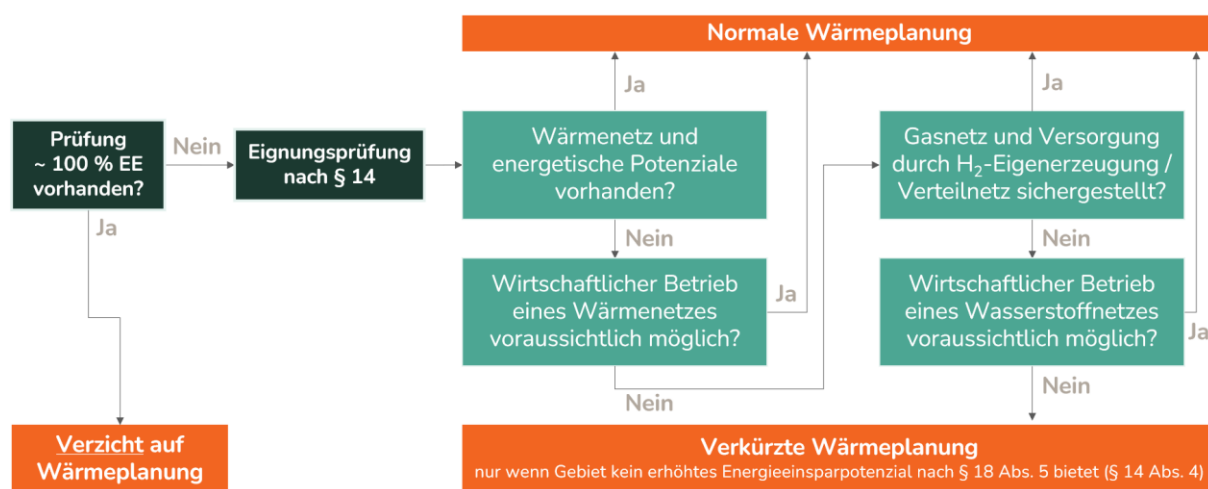 Normale Wärmeplanung
Ja
Ja
Prüfung
~ 100 % EE
vorhanden?
Nein
Eignungsprüfung
nach § 14
Wärmenetz und
energetische Potenziale
vorhanden?
Gasnetz und Versorgung
durch H₂-Eigenerzeugung /
Verteilnetz sichergestellt?
Ja
Nein
Nein
Wirtschaftlicher Betrieb
eines Wärmenetzes
voraussichtlich möglich?
Ja
Wirtschaftlicher Betrieb
eines Wasserstoffnetzes
voraussichtlich möglich?
Ja
Nein
Nein
Verzicht auf
Wärmeplanung
Verkürzte Wärmeplanung
nur wenn Gebiet kein erhöhtes Energieeinsparpotenzial nach § 18 Abs. 5 bietet (§ 14 Abs. 4)